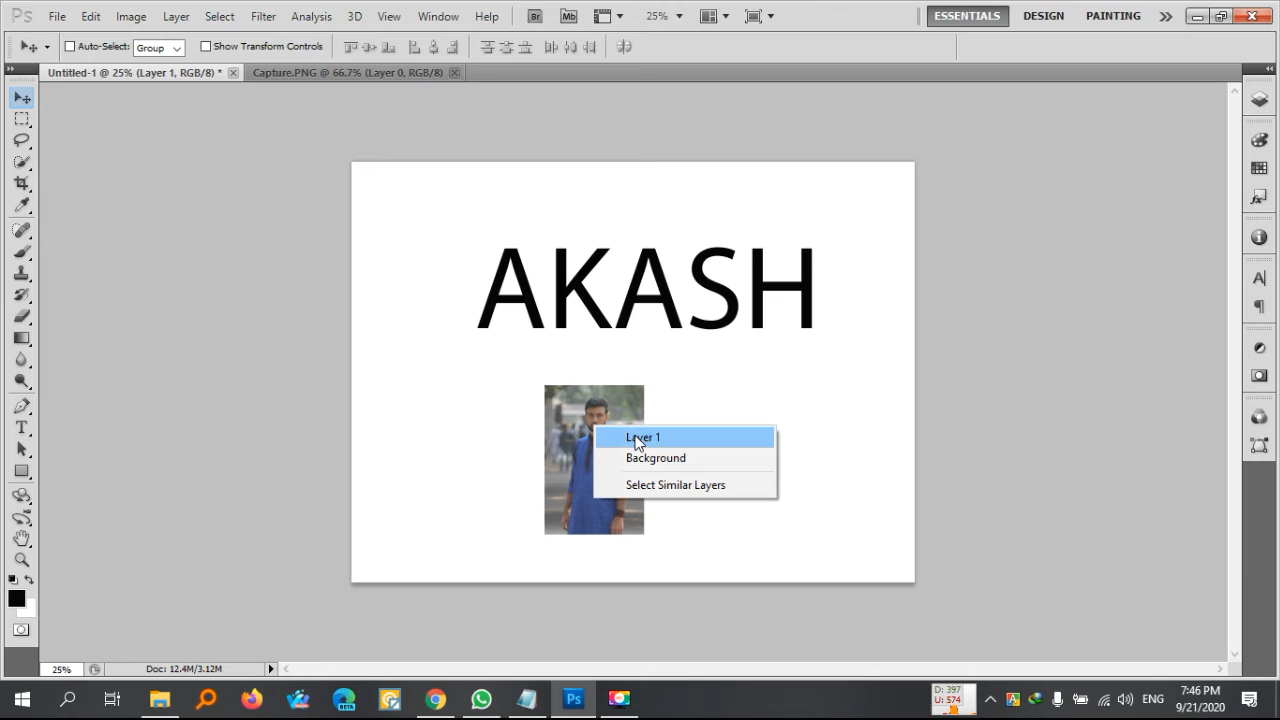 Ps File Edit Image Layer Select Filter Analysis 3D View Window Help Br Mb 25% ESSENTIALS DESIGN PAINTING
Auto-Select: Group Show Transform Controls
Untitled-1 @ 25% (Layer 1, RGB/8) * Capture.PNG @ 66.7% (Layer 0, RGB/8)
AKASH
Layer 1
Background
Select Similar Layers
25% Doc: 12.4M/3.12M
D: 397
U: 574
ENG
7:46 PM
9/21/2020